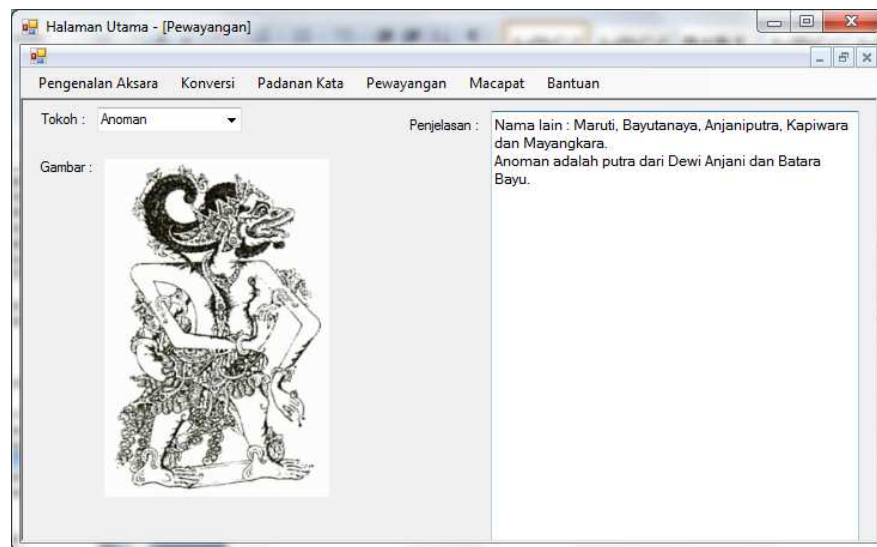 Halaman Utama - [Pewayangan]
Pengenalan Aksara Konversi Padanan Kata Pewayangan Macapat Bantuan
Tokoh : Anoman
Penjelasan : Nama lain : Maruti, Bayutanaya, Anjaniputra, Kapiwara
dan Mayangkara.
Anoman adalah putra dari Dewi Anjani dan Batara
Bayu.
Gambar :